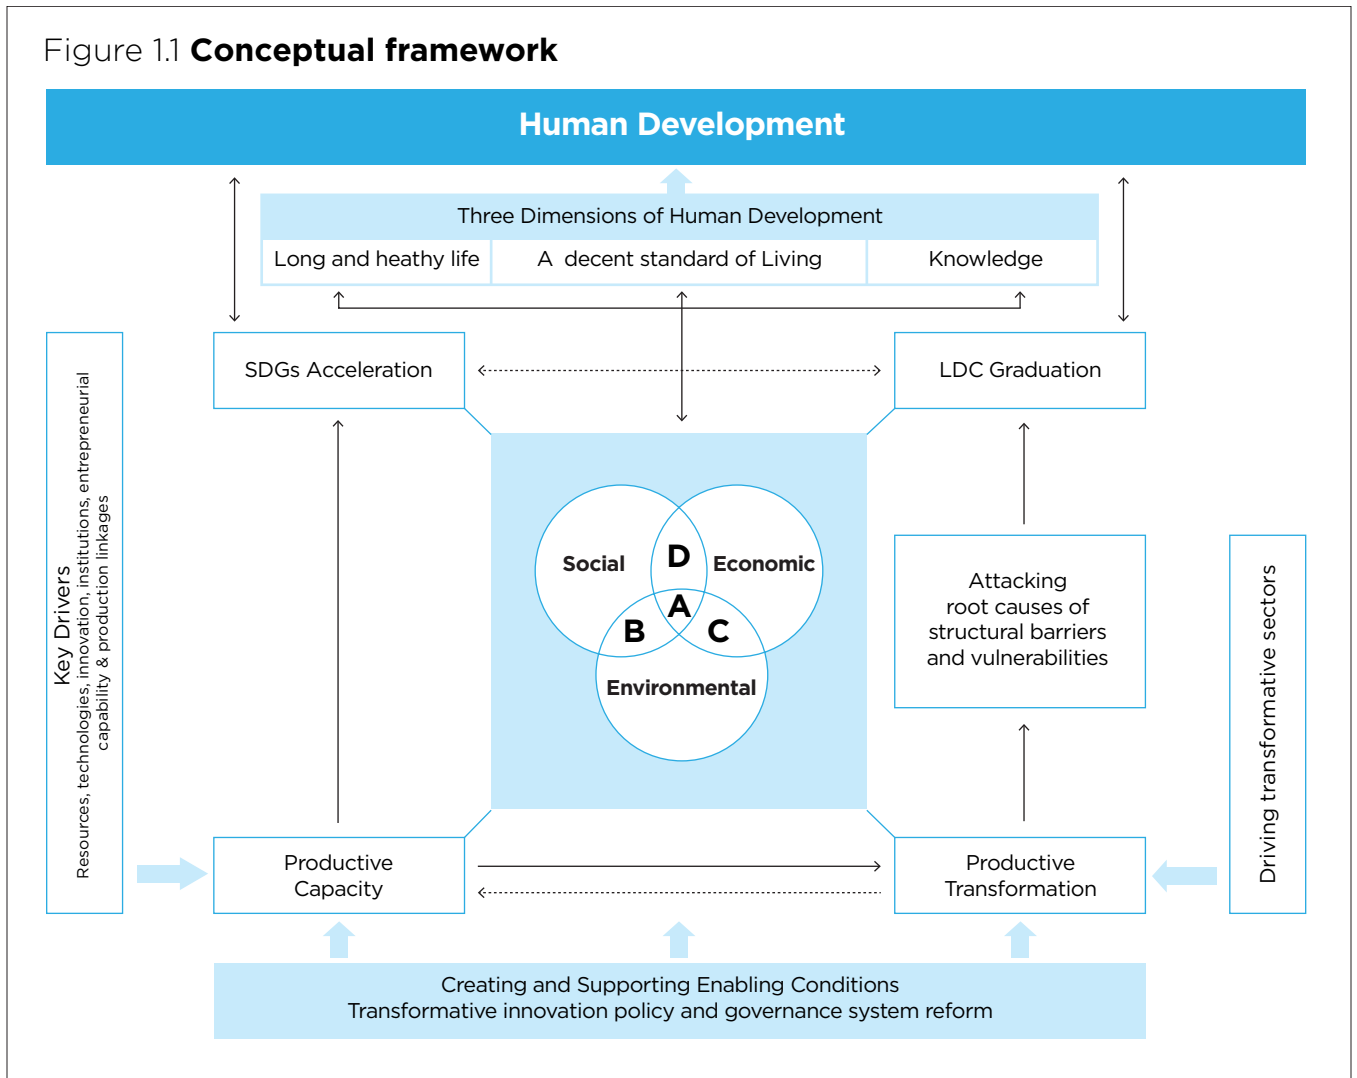 Figure 1.1 Conceptual framework
Human Development
Three Dimensions of Human Development
Long and heathy life
A decent standard of Living
Knowledge
SDGs Acceleration
LDC Graduation
Key Drivers
Resources, technologies, innovation, institutions, entrepreneurial
capability & production linkages
Social
D
Economic
A
B
C
Environmental
Attacking
root causes of
structural barriers
and vulnerabilities
Driving transformative sectors
Productive
Capacity
Productive
Transformation
Creating and Supporting Enabling Conditions
Transformative innovation policy and governance system reform